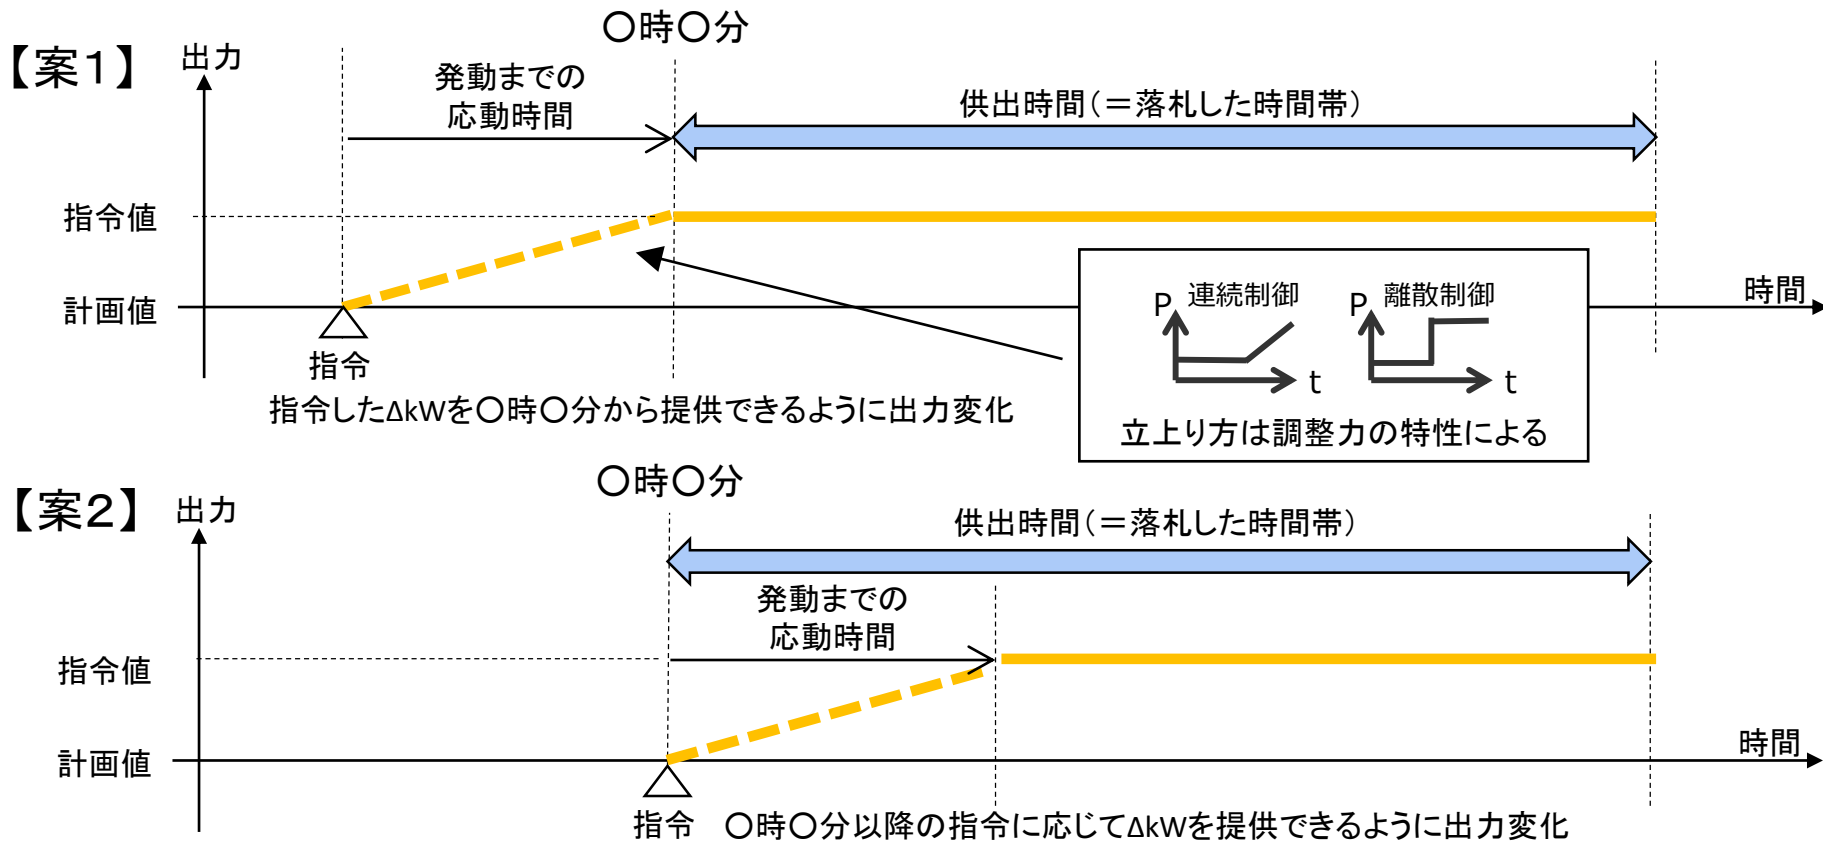 〇時〇分
【案1】
出力
発動までの
応動時間
供出時間(=落札した時間帯)
指令値
計画値
時間
P 連続制御
t
P 離散制御
t
立上り方は調整力の特性による
指令
指令したΔkWを〇時〇分から提供できるように出力変化
〇時〇分
【案2】
出力
供出時間(=落札した時間帯)
発動までの
応動時間
指令値
計画値
時間
指令
〇時〇分以降の指令に応じてΔkWを提供できるように出力変化